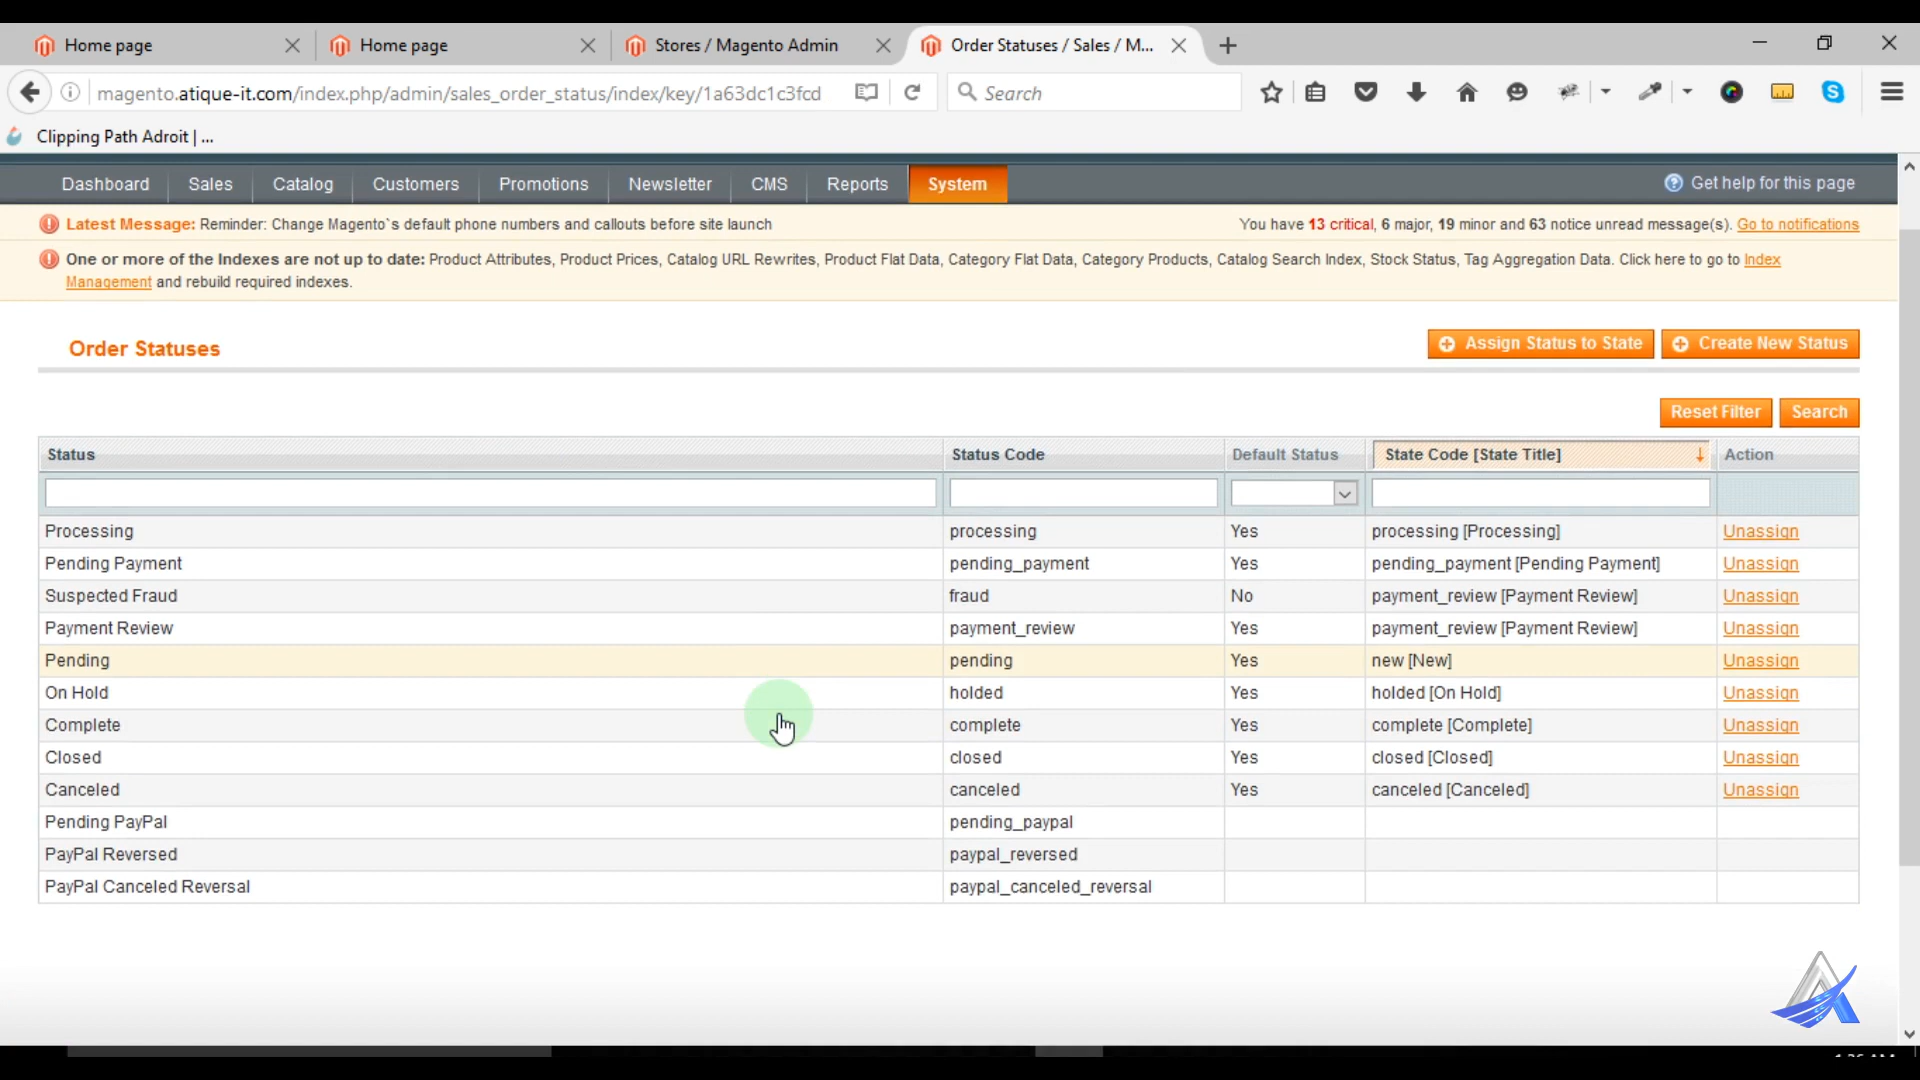 Home page
Home page
Stores / Magento Admin
Order Statuses / Sales / M...
magento.atique-it.com/index.php/admin/sales_order_status/index/key/1a63dc1c3fcd
Search
Clipping Path Adroit | ...
Dashboard
Sales
Catalog
Customers
Promotions
Newsletter
CMS
Reports
System
Get help for this page
Latest Message: Reminder: Change Magento`s default phone numbers and callouts before site launch
You have 13 critical, 6 major, 19 minor and 63 notice unread message(s). Go to notifications
One or more of the Indexes are not up to date: Product Attributes, Product Prices, Catalog URL Rewrites, Product Flat Data, Category Flat Data, Category Products, Catalog Search Index, Stock Status, Tag Aggregation Data. Click here to go to Index
Management and rebuild required indexes.
Order Statuses
Assign Status to State
Create New Status
Reset Filter
Search
Status Status Code Default Status State Code [State Title] Action
Processing processing Yes processing [Processing] Unassign
Pending Payment pending_payment Yes pending_payment [Pending Payment] Unassign
Suspected Fraud fraud No payment_review [Payment Review] Unassign
Payment Review payment_review Yes payment_review [Payment Review] Unassign
Pending pending Yes new [New] Unassign
On Hold holded Yes holded [On Hold] Unassign
Complete complete Yes complete [Complete] Unassign
Closed closed Yes closed [Closed] Unassign
Canceled canceled Yes canceled [Canceled] Unassign
Pending PayPal pending_paypal
PayPal Reversed paypal_reversed
PayPal Canceled Reversal paypal_canceled_reversal